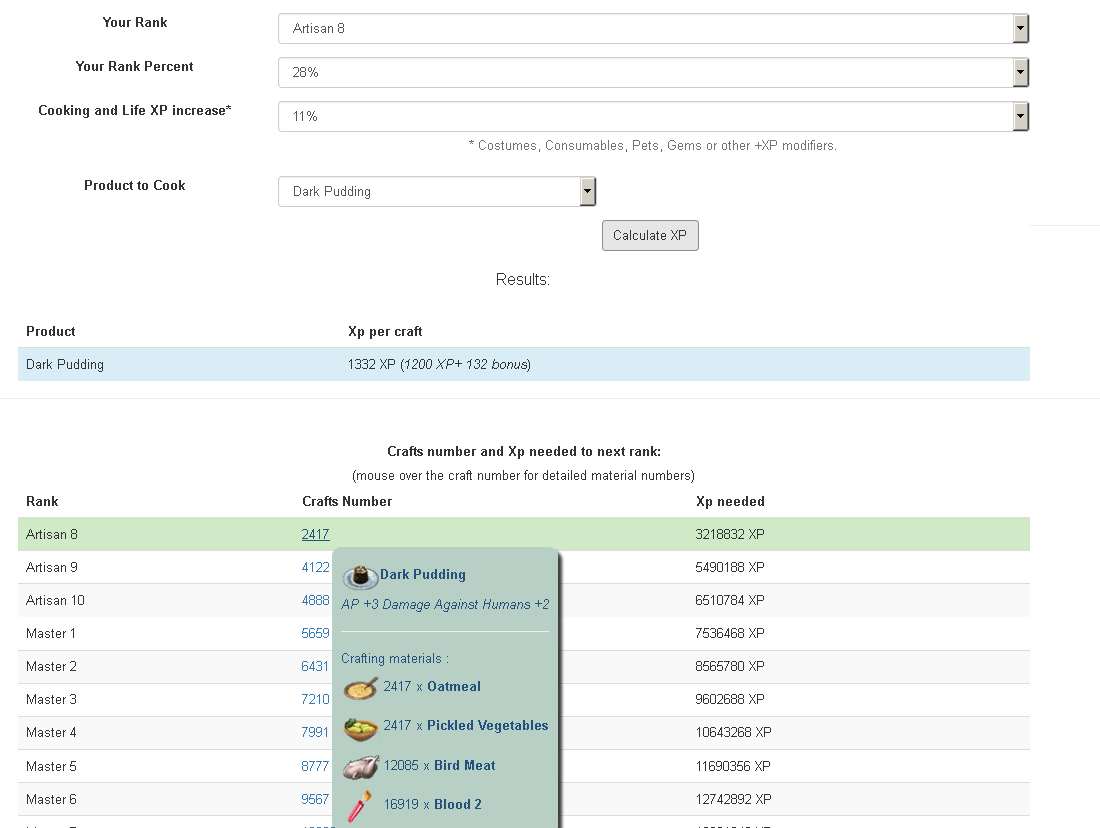 Your Rank
Artisan 8
Your Rank Percent
28%
Cooking and Life XP increase*
11%
* Costumes, Consumables, Pets, Gems or other +XP modifiers.
Product to Cook
Dark Pudding
Calculate XP
Results:
Product Xp per craft
Dark Pudding 1332 XP (1200 XP+ 132 bonus)
Crafts number and Xp needed to next rank:
(mouse over the craft number for detailed material numbers)
Rank Crafts Number Xp needed
Artisan 8 2417 3218832 XP
Artisan 9 4122 5490188 XP
Artisan 10 4888 6510784 XP
Master 1 5659 7536468 XP
Master 2 6431 8565780 XP
Master 3 7210 9602688 XP
Master 4 7991 10643268 XP
Master 5 8777 11690356 XP
Master 6 9567 12742892 XP
Dark Pudding
AP +3 Damage Against Humans +2
Crafting materials :
2417 x Oatmeal
2417 x Pickled Vegetables
12085 x Bird Meat
16919 x Blood 2